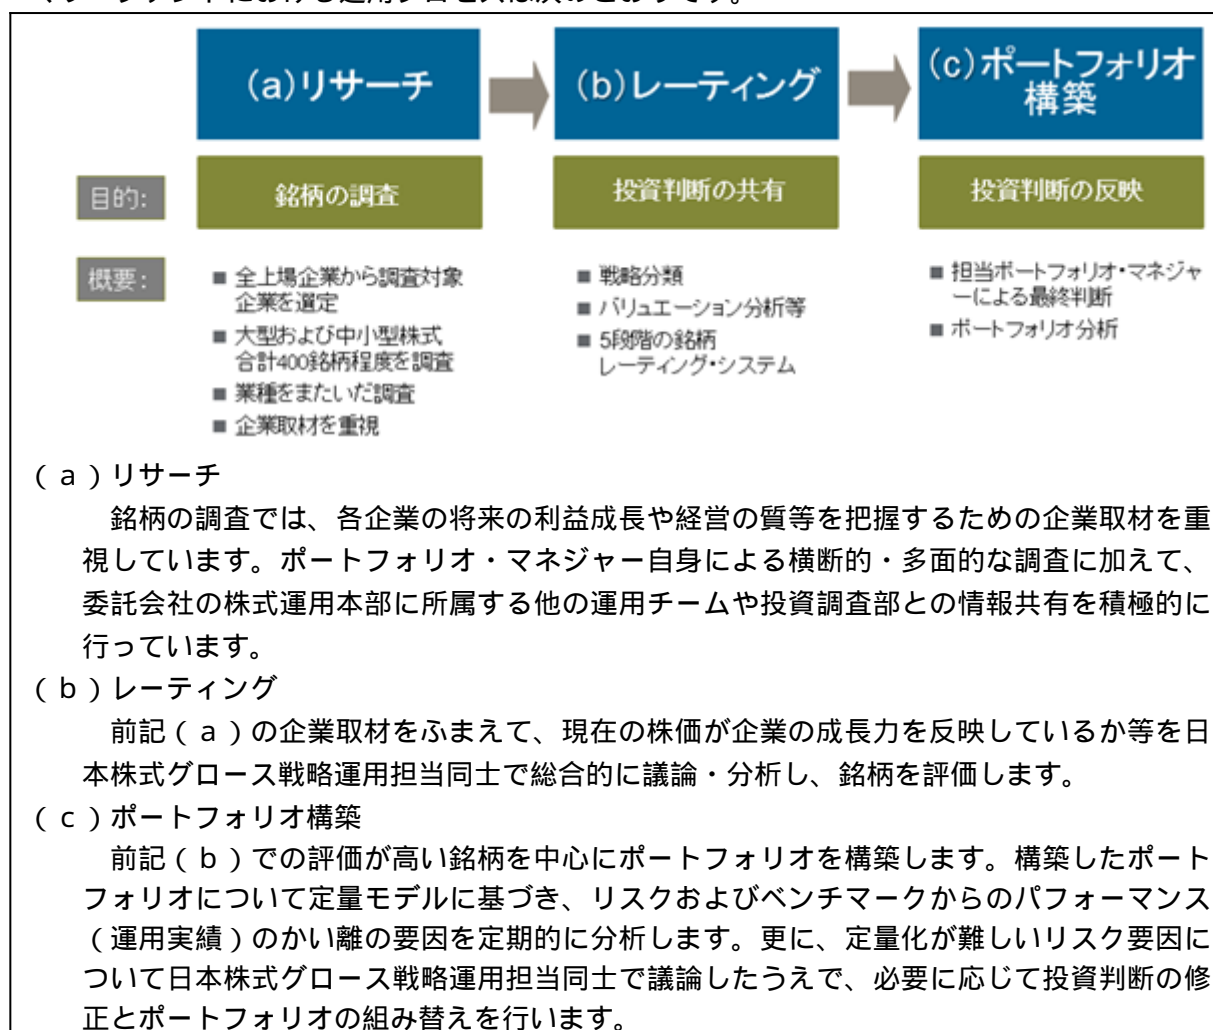 マザーファンドにおける運用プロセスは次のとおりです。
(a)リサーチ
(b)レーティング
(c)ポートフォリオ
構築
目的:
銘柄の調査
投資判断の共有
投資判断の反映
概要:
■ 全上場企業から調査対象
企業を選定
■ 大型および中小型株式
合計400銘柄程度を調査
■ 業種をまたいだ調査
■ 企業取材を重視
■ 戦略分類
■ バリュエーション分析等
■ 5段階の銘柄
レーティング・システム
■ 担当ポートフォリオ・マネジャ
ーによる最終判断
■ ポートフォリオ分析
(a)リサーチ
銘柄の調査では、各企業の将来の利益成長や経営の質等を把握するための企業取材を重
視しています。ポートフォリオ・マネジャー自身による横断的・多面的な調査に加えて、
委託会社の株式運用本部に所属する他の運用チームや投資調査部との情報共有を積極的に
行っています。
(b)レーティング
前記(a)の企業取材をふまえて、現在の株価が企業の成長力を反映しているか等を日
本株式グロース戦略運用担当同士で総合的に議論・分析し、銘柄を評価します。
(c)ポートフォリオ構築
前記(b)での評価が高い銘柄を中心にポートフォリオを構築します。構築したポート
フォリオについて定量モデルに基づき、リスクおよびベンチマークからのパフォーマンス
(運用実績)のかい離の要因を定期的に分析します。更に、定量化が難しいリスク要因に
ついて日本株式グロース戦略運用担当同士で議論したうえで、必要に応じて投資判断の修
正とポートフォリオの組み替えを行います。